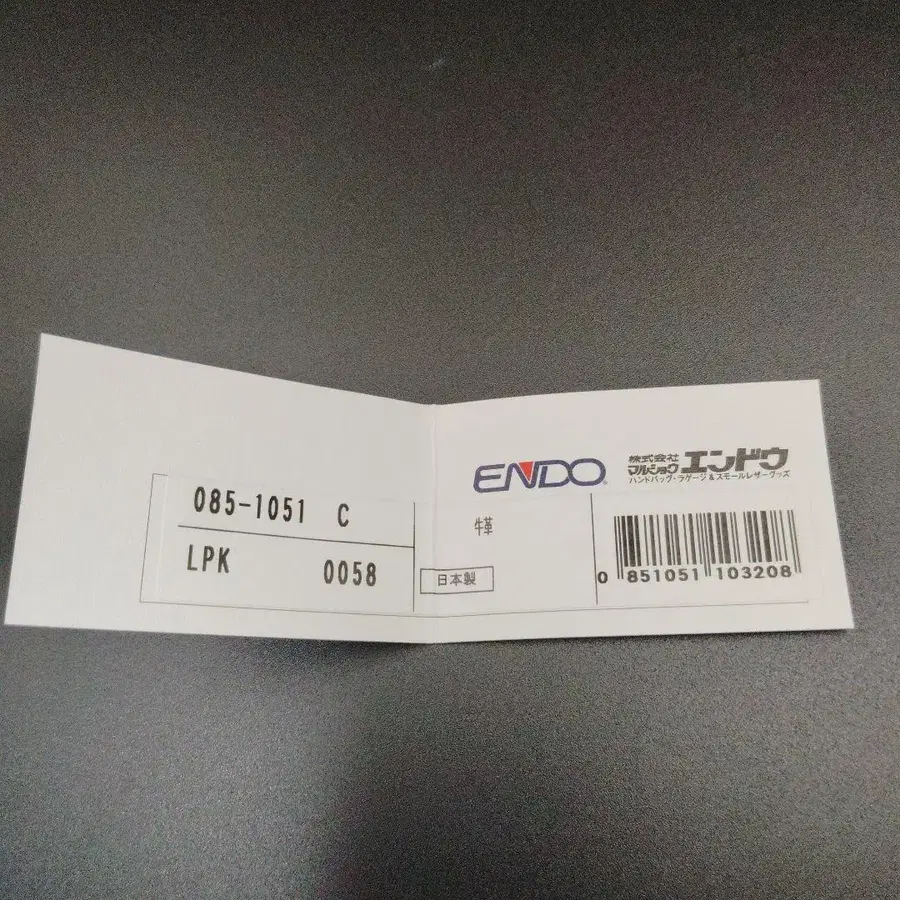 085-1051 C
LPK 0058
ENDO
株式会社
マルショウ エンドウ
ハンドバッグ・ラゲージ&スモールレザーグッズ
牛革
日本製
0 851051 103208